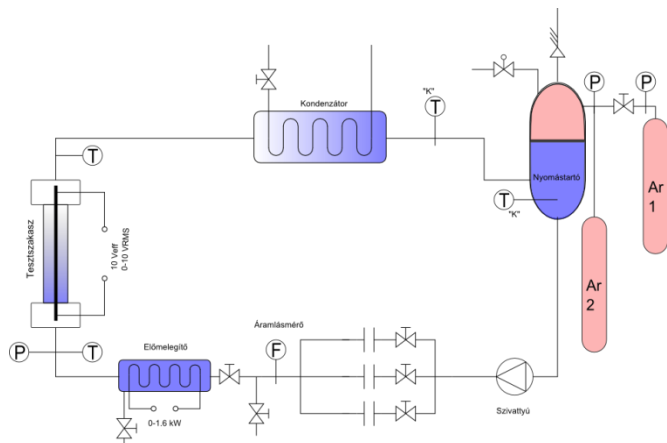 Kondenzátor
"K"
T
P
P
Nyomástartó
Ar
1
T
"K"
T
Tesztszakasz
10 Veff
0-10 VRMS
Ar
2
P
T
Előmelegítő
Áramlásmérő
F
0-1.6 kW
Szivattyú